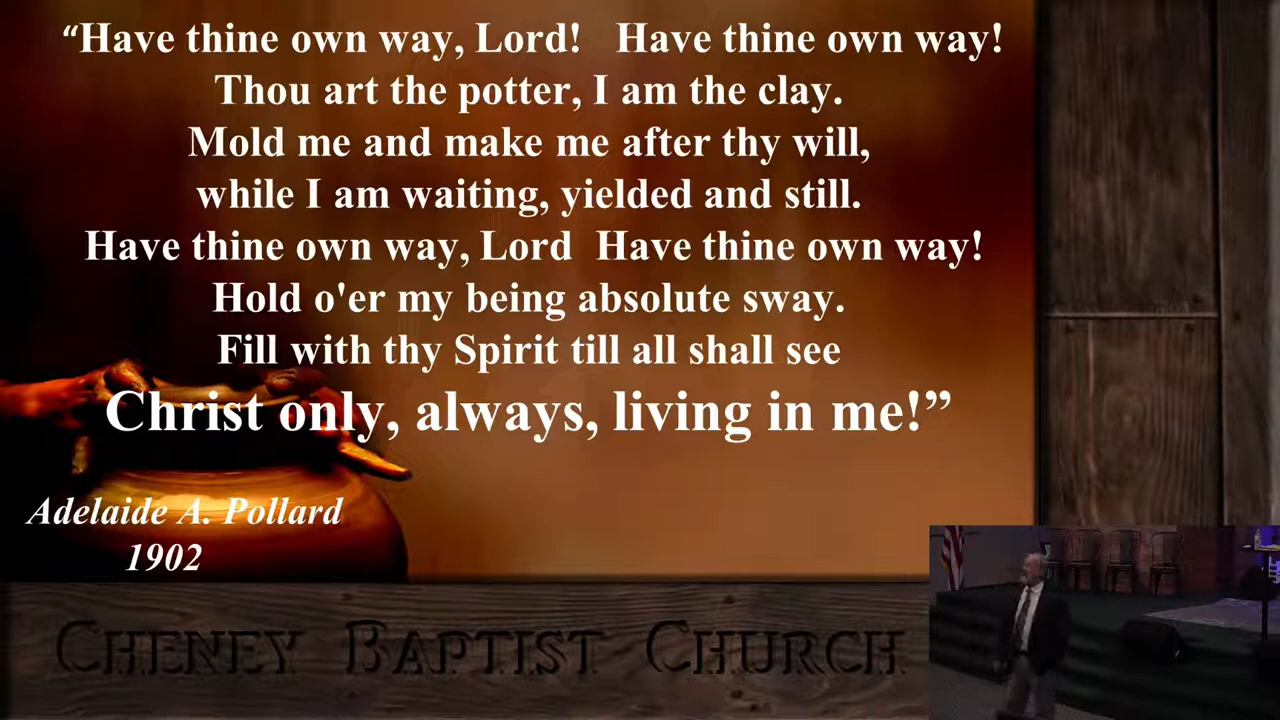 “Have thine own way, Lord!   Have thine own way!
Thou art the potter, I am the clay.
Mold me and make me after thy will,
while I am waiting, yielded and still.
Have thine own way, Lord  Have thine own way!
Hold o'er my being absolute sway.
Fill with thy Spirit till all shall see
Christ only, always, living in me!”
Adelaide A. Pollard
1902
Cheney Baptist Church